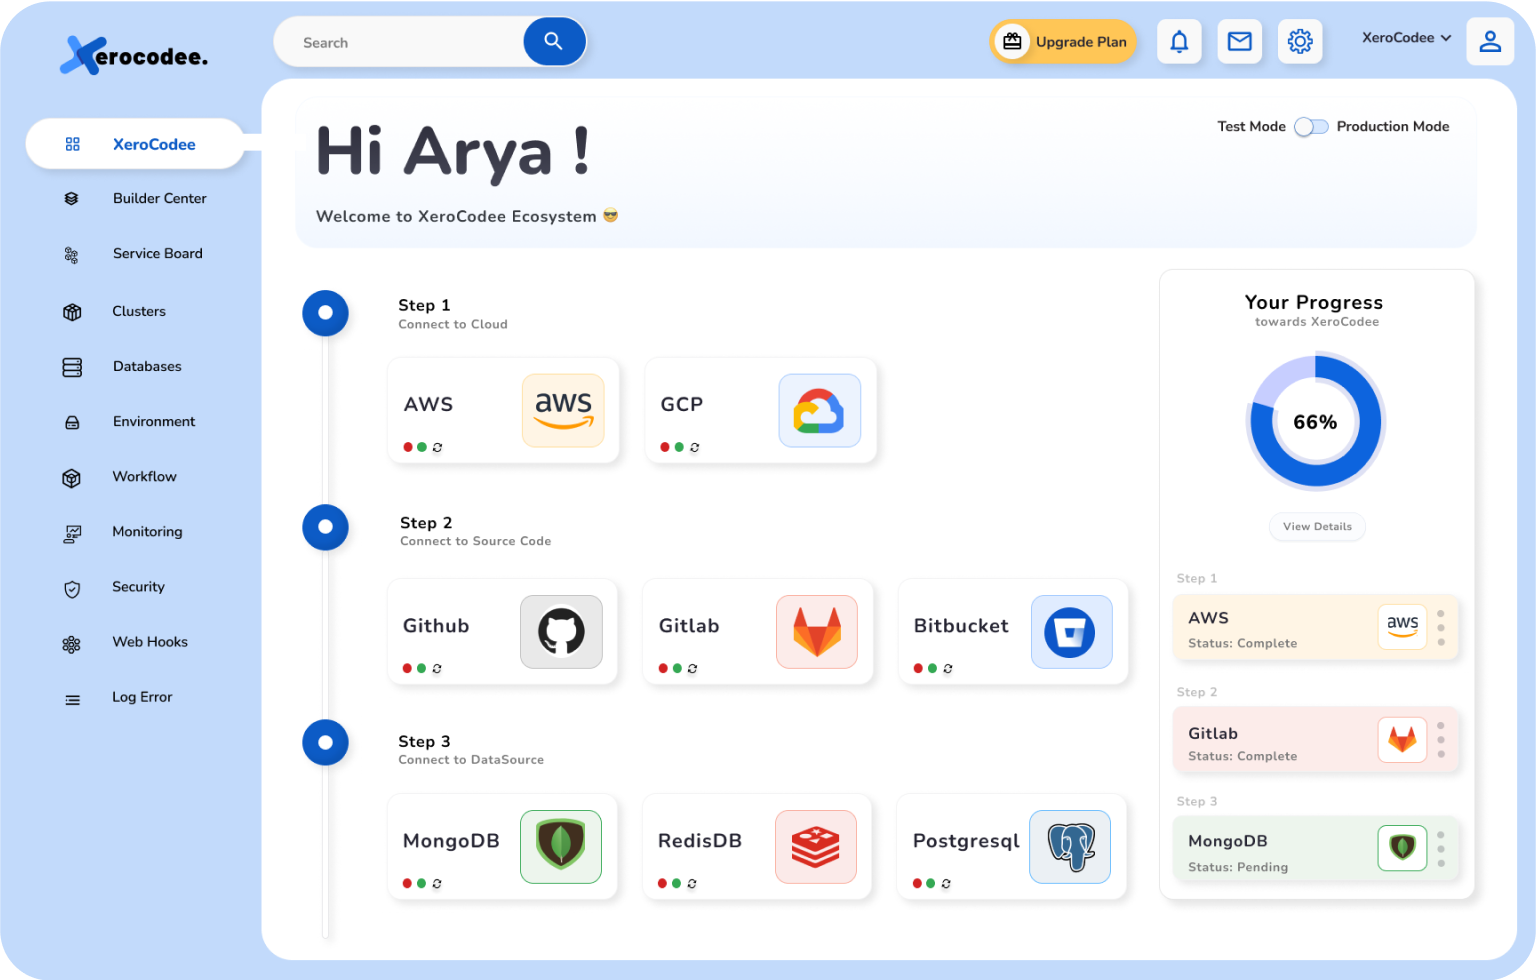 Xerocodee.
Search
Upgrade Plan
XeroCodee
XeroCodee
Builder Center
Service Board
Clusters
Databases
Environment
Workflow
Monitoring
Security
Web Hooks
Log Error
Hi Arya !
Welcome to XeroCodee Ecosystem 😎
Test Mode
Production Mode
Step 1
Connect to Cloud
AWS
aws
GCP
Step 2
Connect to Source Code
Github
Gitlab
Bitbucket
Step 3
Connect to DataSource
MongoDB
RedisDB
Postgresql
Your Progress
towards XeroCodee
66%
View Details
Step 1
AWS
Status: Complete
aws
Step 2
Gitlab
Status: Complete
Step 3
MongoDB
Status: Pending